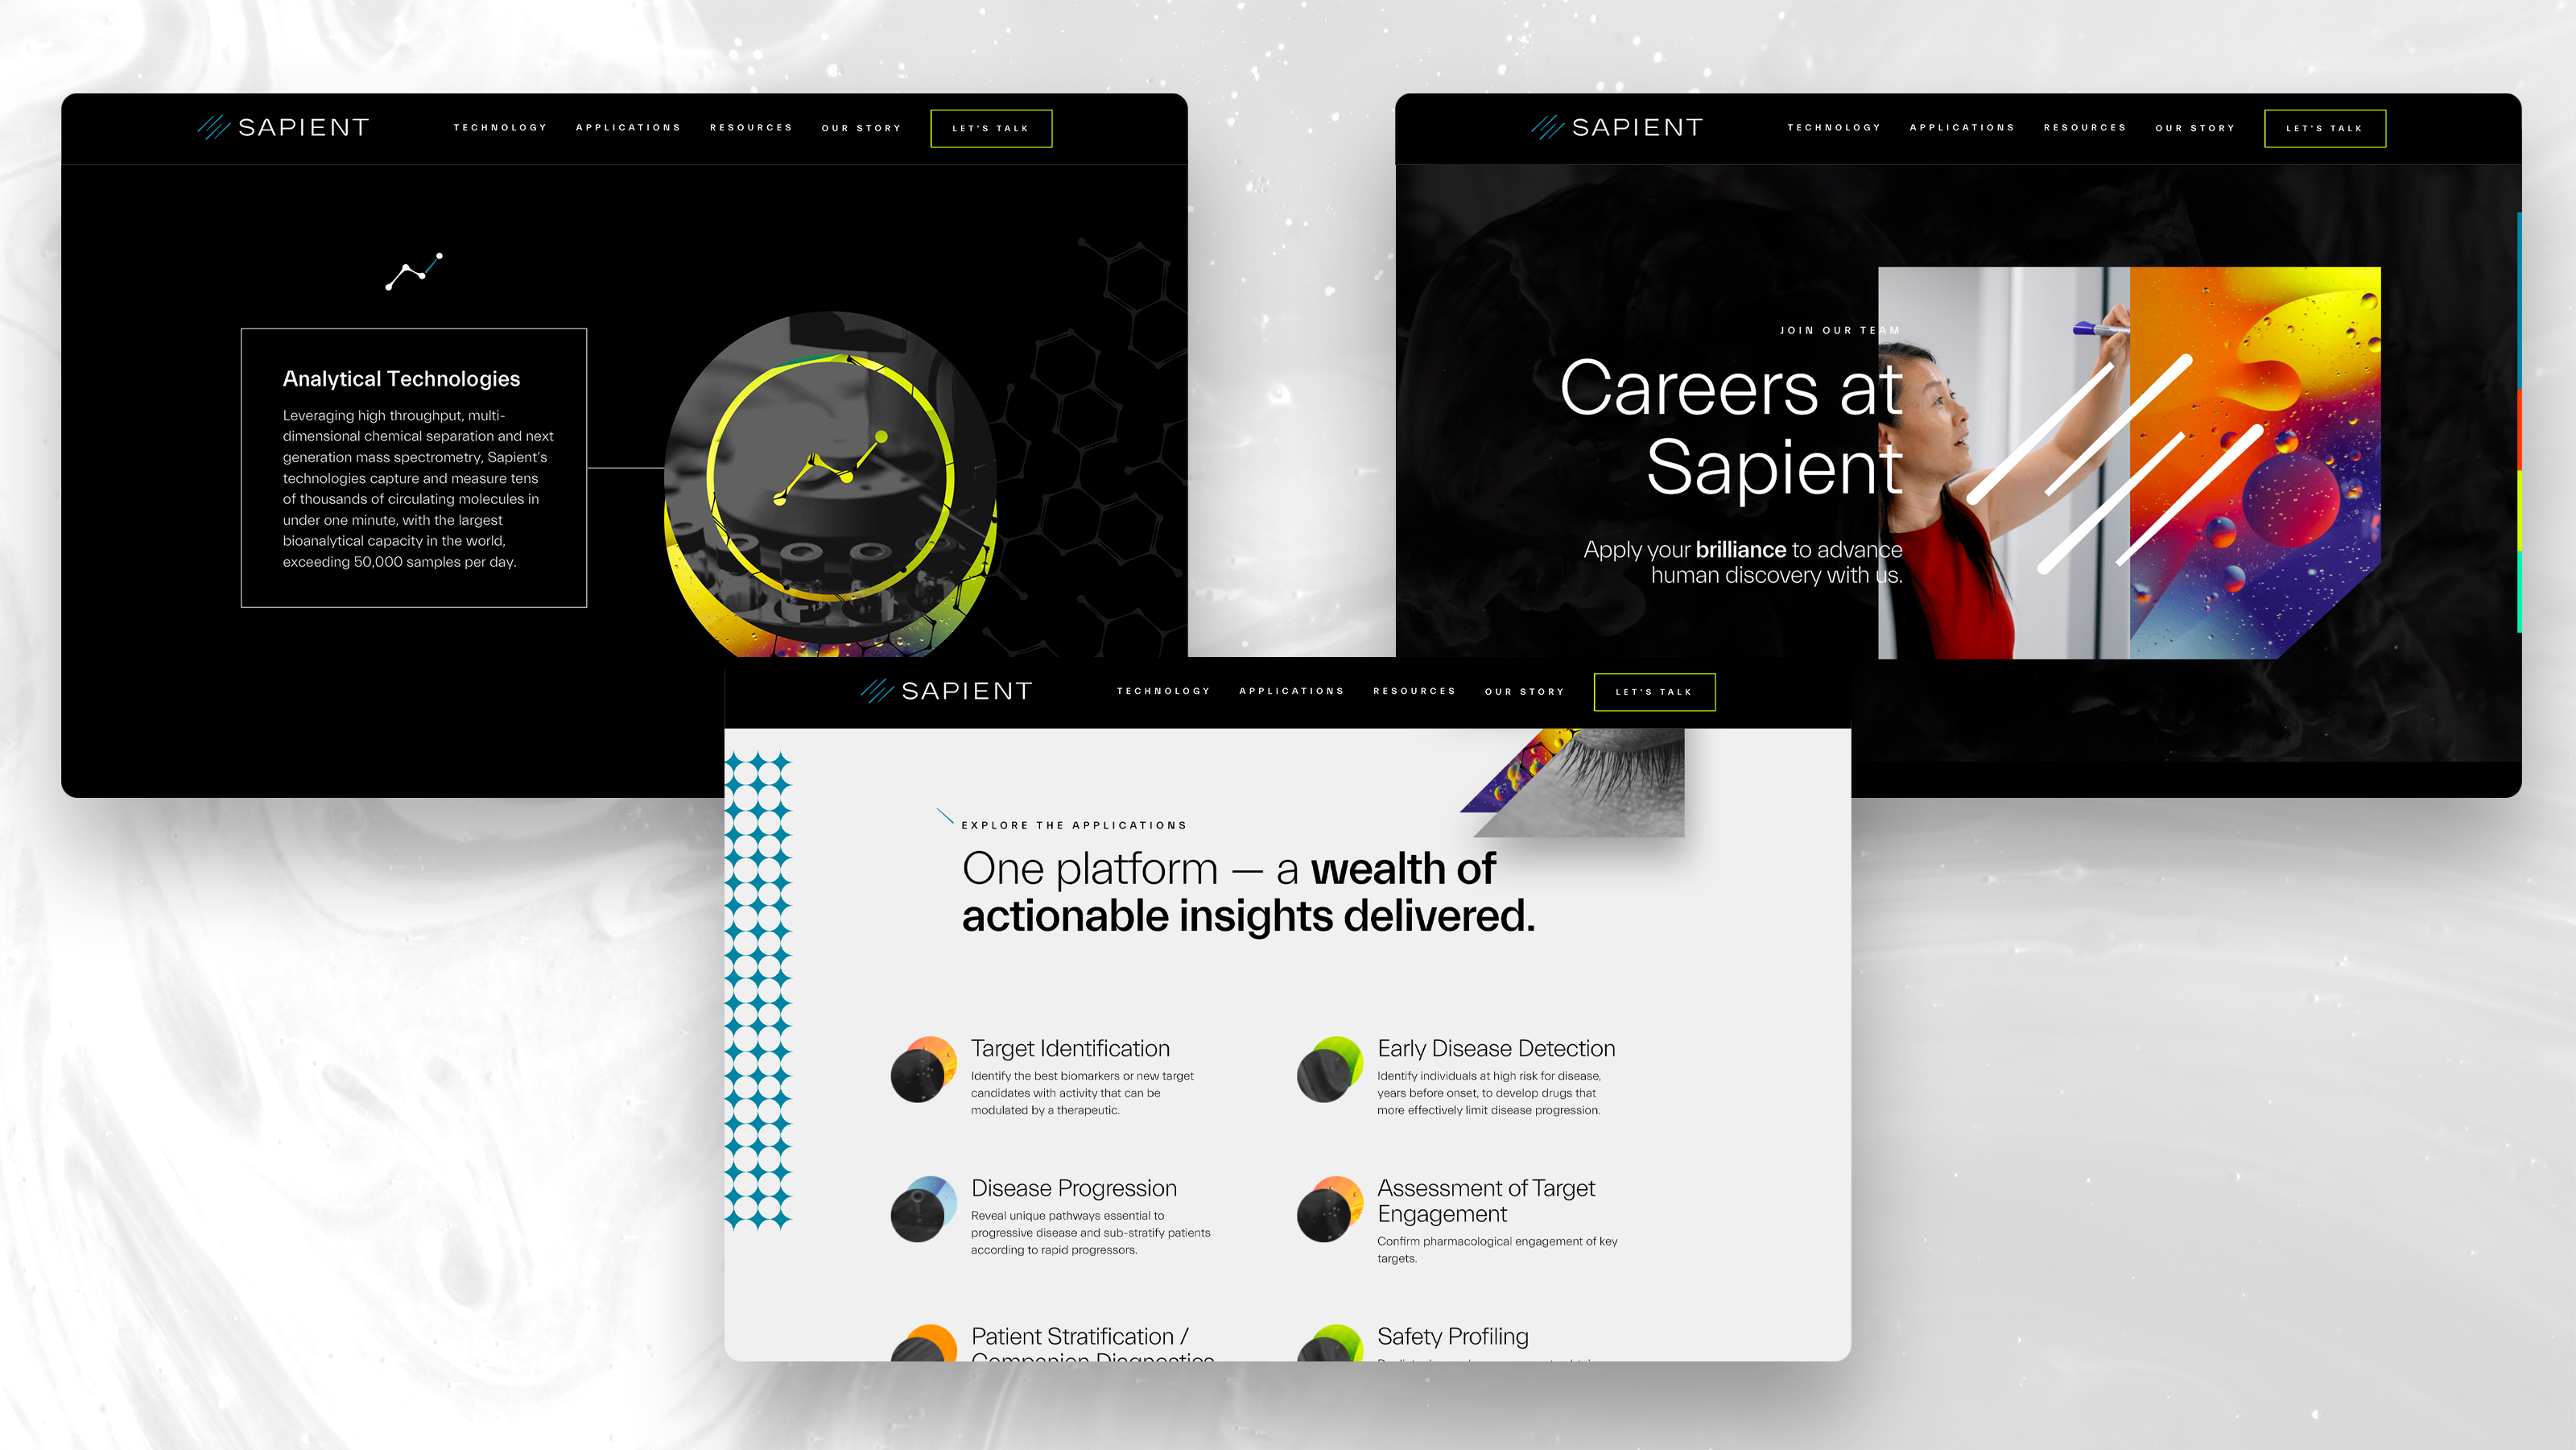 SAPIENT
TECHNOLOGY APPLICATIONS RESOURCES OUR STORY LET'S TALK
Analytical Technologies
Leveraging high throughput, multi-
dimensional chemical separation and next
generation mass spectrometry, Sapient's
technologies capture and measure tens
of thousands of circulating molecules in
under one minute, with the largest
bioanalytical capacity in the world,
exceeding 50,000 samples per day.
SAPIENT
TECHNOLOGY APPLICATIONS RESOURCES OUR STORY LET'S TALK
JOIN OUR TEAM
Careers at
Sapient
Apply your brilliance to advance
human discovery with us.
SAPIENT
TECHNOLOGY APPLICATIONS RESOURCES OUR STORY LET'S TALK
EXPLORE THE APPLICATIONS
One platform — a wealth of
actionable insights delivered.
Target Identification
Identify the best biomarkers or new target
candidates with activity that can be
modulated by a therapeutic.
Early Disease Detection
Identify individuals at high risk for disease,
years before onset, to develop drugs that
more effectively limit disease progression.
Disease Progression
Reveal unique pathways essential to
progressive disease and sub-stratify patients
according to rapid progressors.
Assessment of Target
Engagement
Confirm pharmacological engagement of key
targets.
Patient Stratification /
Companion Diagnostics
Safety Profiling